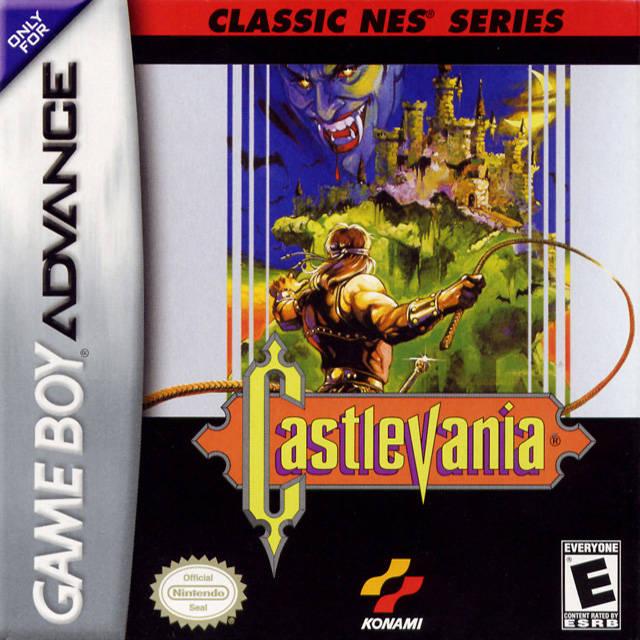 ONLY
FOR
GAME BOY ADVANCE
®
CLASSIC NES® SERIES
Castlevania®
Official
Nintendo
Seal
KONAMI
EVERYONE
E
®
CONTENT RATED BY
ESRB